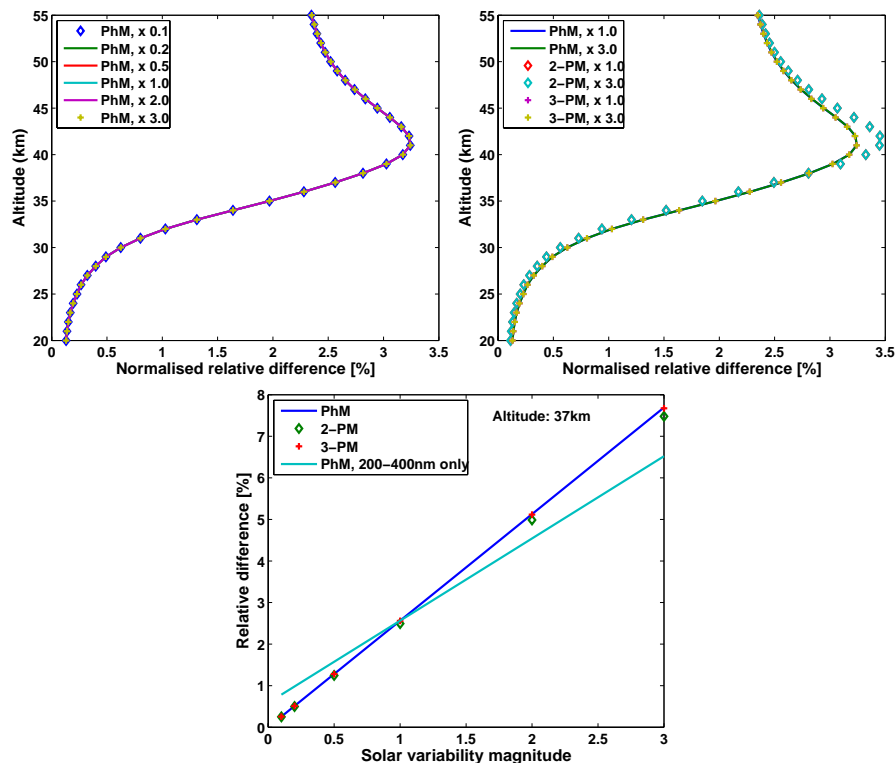 55
50
45
40
35
30
25
20
Altitude (km)
PhM, x 0.1
PhM, x 0.2
PhM, x 0.5
PhM, x 1.0
PhM, x 2.0
PhM, x 3.0
0 0.5 1 1.5 2 2.5 3 3.5
Normalised relative difference [%]
55
50
45
40
35
30
25
20
Altitude (km)
PhM, x 1.0
PhM, x 3.0
2−PM, x 1.0
2−PM, x 3.0
3−PM, x 1.0
3−PM, x 3.0
0 0.5 1 1.5 2 2.5 3 3.5
Normalised relative difference [%]
8
7
6
5
4
3
2
1
0
Relative difference [%]
PhM
2−PM
3−PM
PhM, 200−400nm only
Altitude: 37km
0 0.5 1 1.5 2 2.5 3
Solar variability magnitude